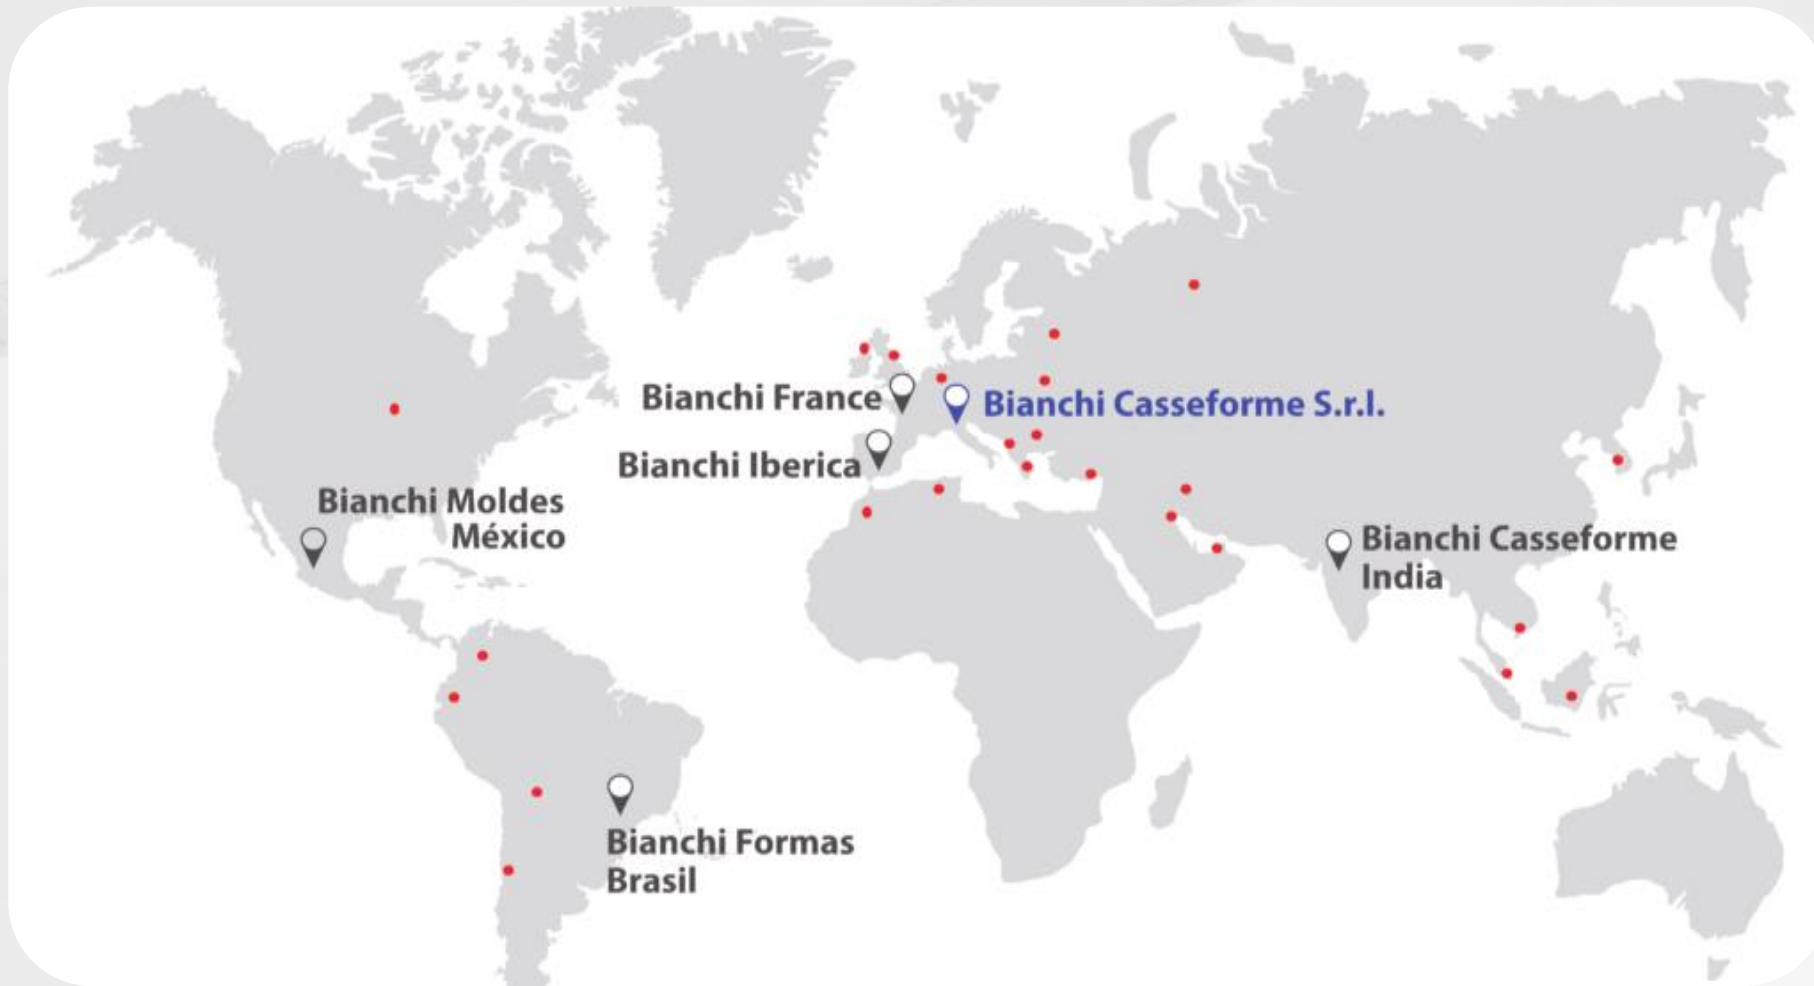 Bianchi France
Bianchi Casseforme S.r.l.
Bianchi Iberica
Bianchi Moldes
México
Bianchi Casseforme
India
Bianchi Formas
Brasil